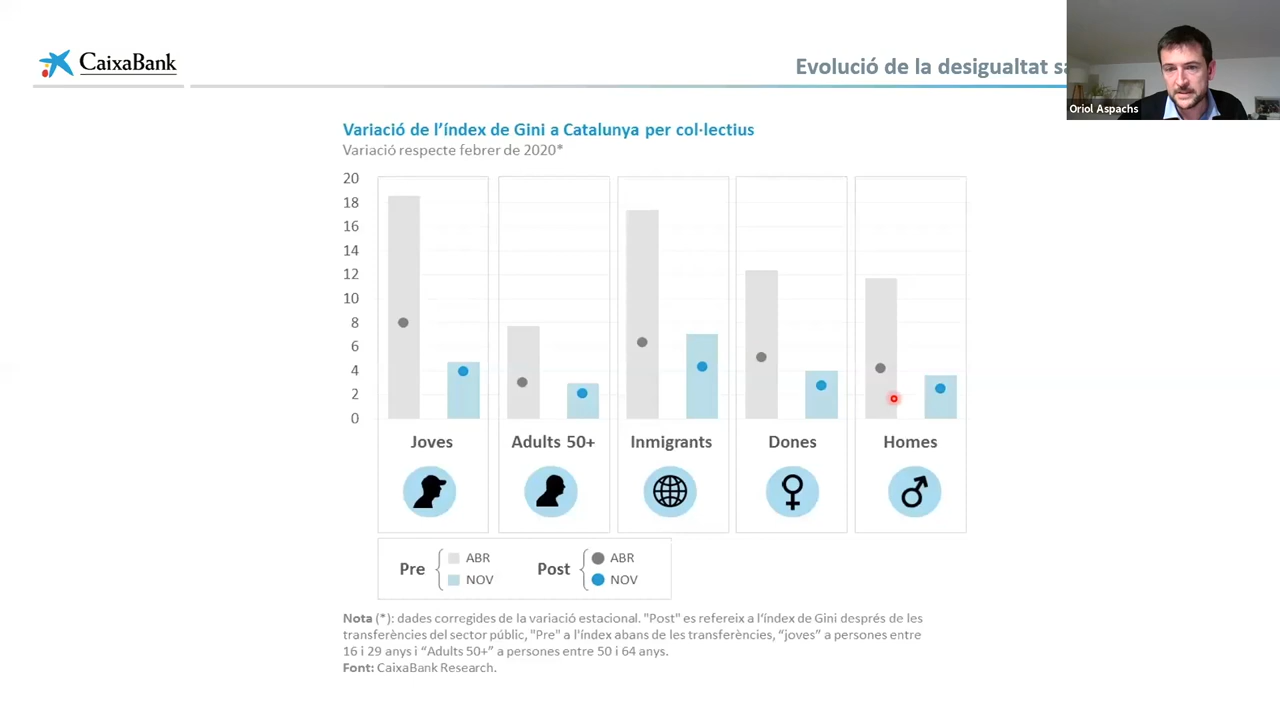 CaixaBank
Evolució de la desigualtat
Oriol Aspachs
Variació de l'índex de Gini a Catalunya per col·lectius
Variació respecte febrer de 2020*
20
18
16
14
12
10
8
6
4
2
0
Joves
Adults 50+
Inmigrants
Dones
Homes
Pre
ABR
NOV
Post
ABR
NOV
Nota (*): dades corregides de la variació estacional. "Post" es refereix a l'índex de Gini després de les
transferències del sector públic, "Pre" a l'índex abans de les transferències, “joves” a persones entre
16 i 29 anys i “Adults 50+” a persones entre 50 i 64 anys.
Font: CaixaBank Research.